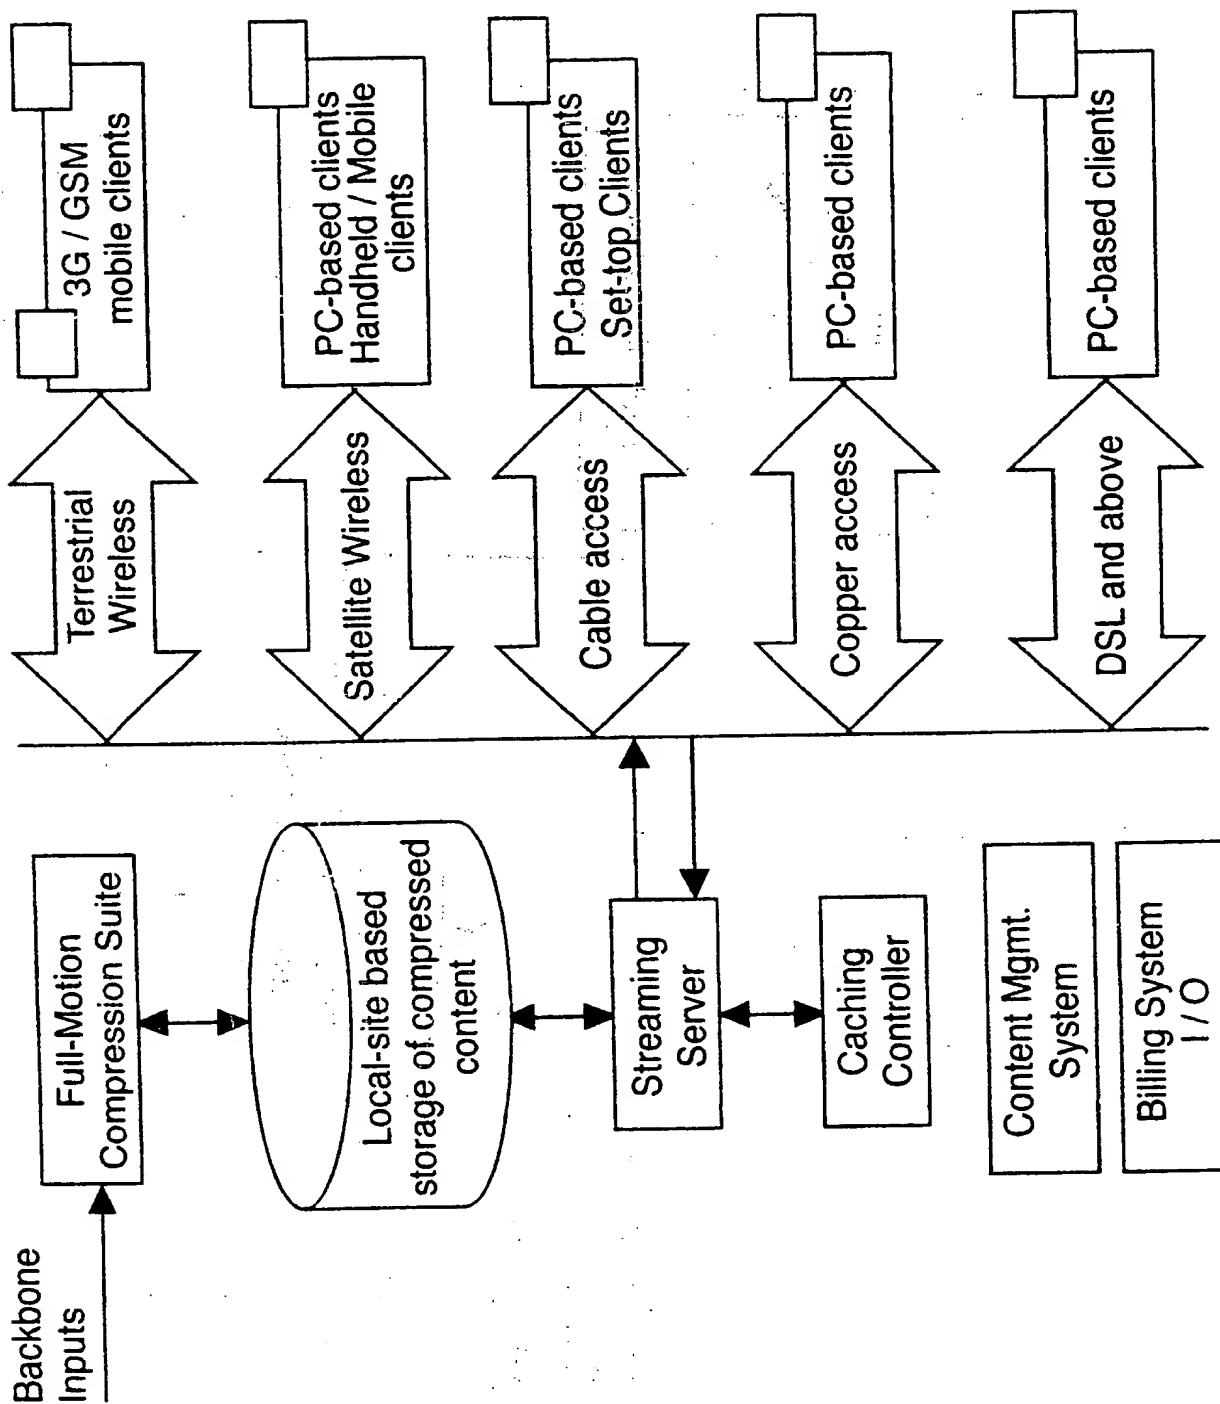 Backbone
Inputs
Full-Motion
Compression Suite
Local-site based
storage of compressed
content
Streaming
Server
Caching
Controller
Content Mgmt.
System
Billing System
I / O
Terrestrial
Wireless
3G / GSM
mobile clients
Satellite Wireless
PC-based clients
Handheld / Mobile
clients
Cable access
PC-based clients
Set-top Clients
Copper access
PC-based clients
DSL and above
PC-based clients